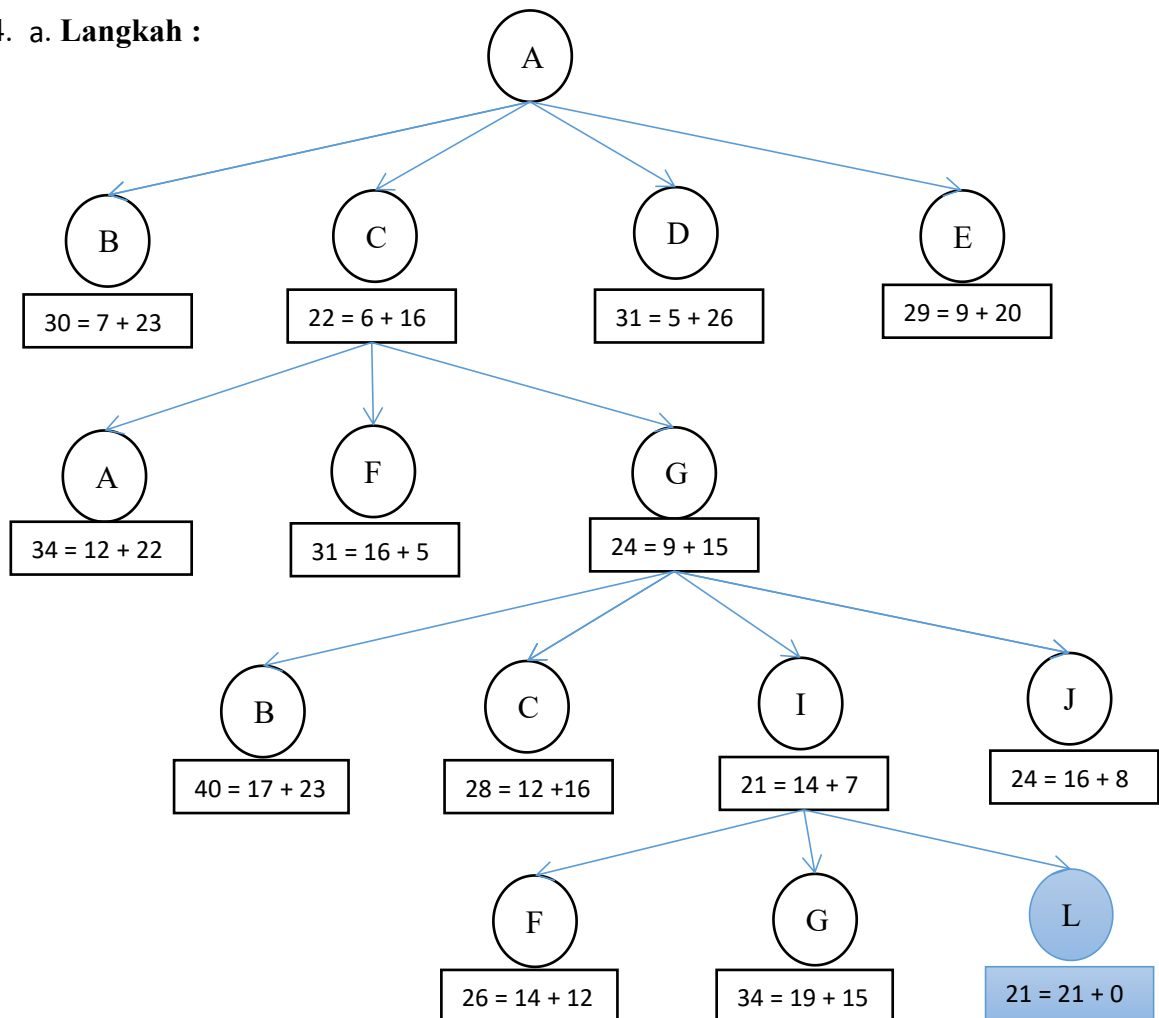 4. a. Langkah :
A
B
C
D
E
30 = 7 + 23
22 = 6 + 16
31 = 5 + 26
29 = 9 + 20
A
F
G
34 = 12 + 22
31 = 16 + 5
24 = 9 + 15
B
C
I
J
40 = 17 + 23
28 = 12 +16
21 = 14 + 7
24 = 16 + 8
F
G
L
26 = 14 + 12
34 = 19 + 15
21 = 21 + 0